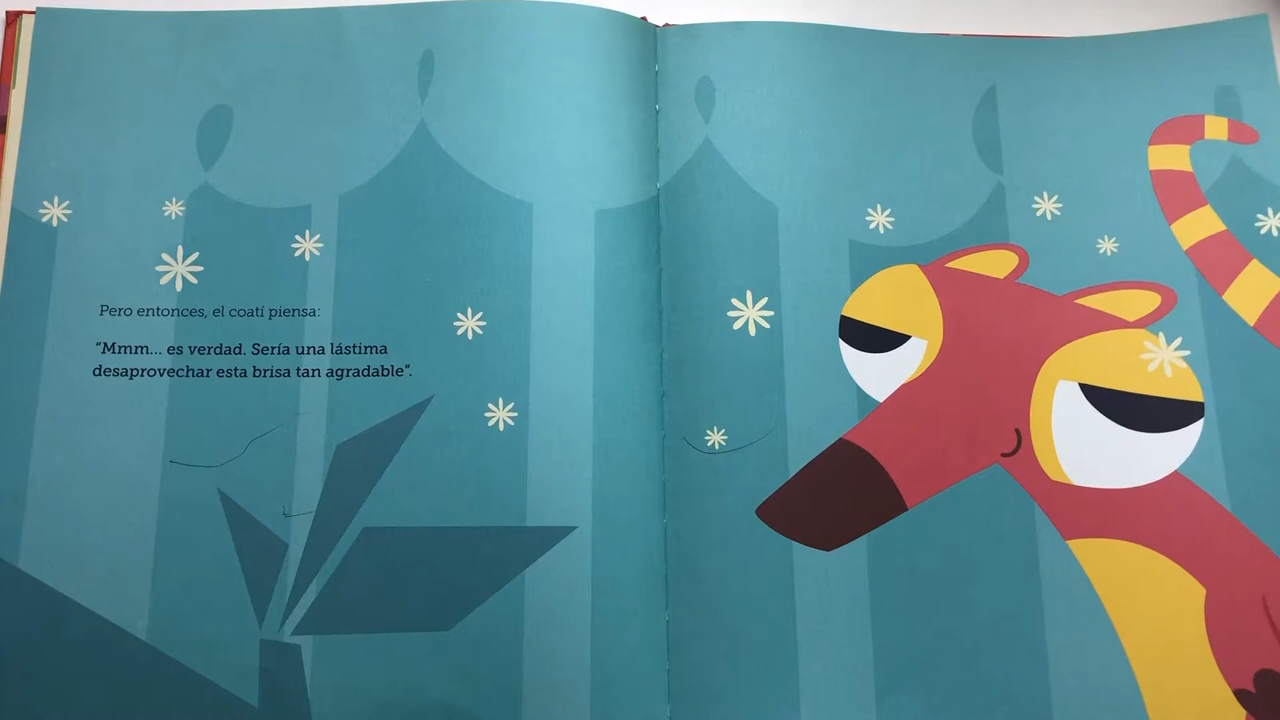 Pero entonces, el coatí piensa:
“Mmm... es verdad. Sería una lástima
desaprovechar esta brisa tan agradable”.